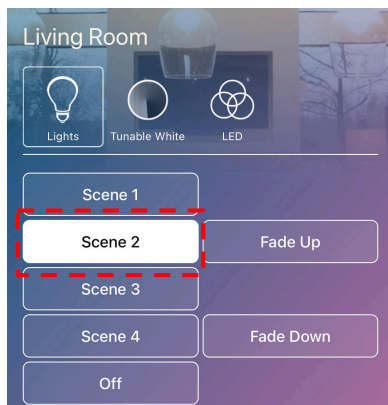 Living Room
Lights Tunable White LED
Scene 1
Scene 2 Fade Up
Scene 3
Scene 4 Fade Down
Off